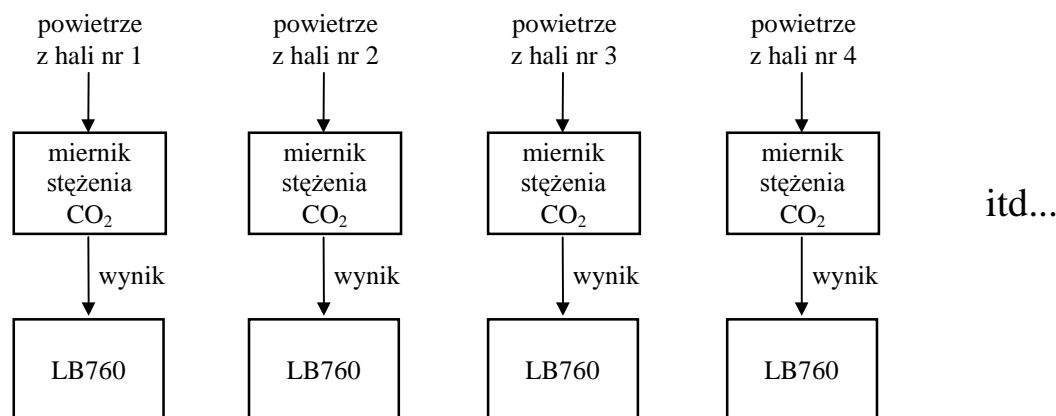 powietrze
z hali nr 1
powietrze
z hali nr 2
powietrze
z hali nr 3
powietrze
z hali nr 4
miernik
stężenia
CO₂
miernik
stężenia
CO₂
miernik
stężenia
CO₂
miernik
stężenia
CO₂
itd...
wynik
wynik
wynik
wynik
LB760
LB760
LB760
LB760